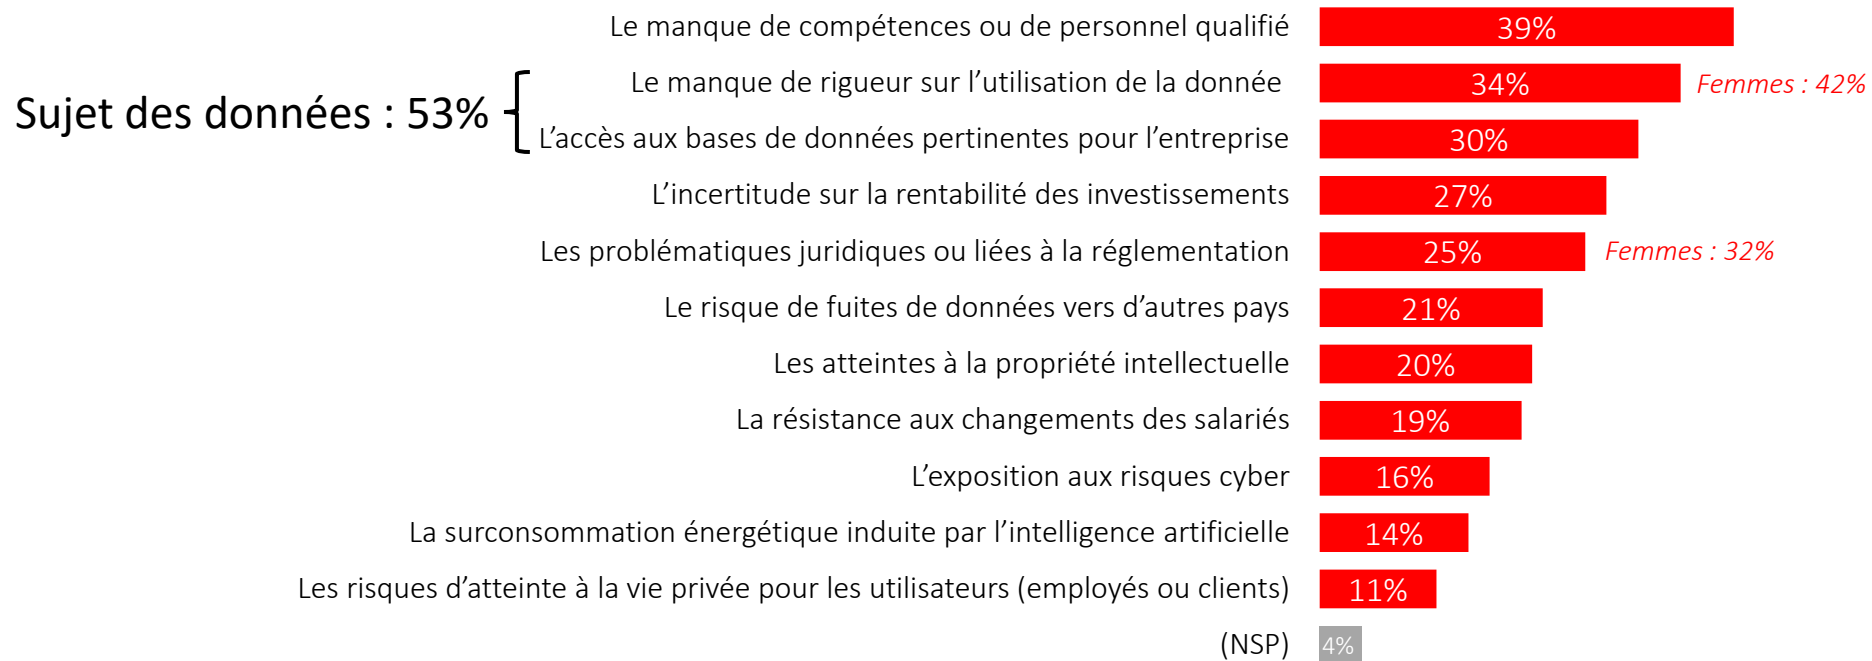 Le manque de compétences ou de personnel qualifié 39%
Le manque de rigueur sur l’utilisation de la donnée 34% Femmes : 42%
Sujet des données : 53%
L’accès aux bases de données pertinentes pour l’entreprise 30%
L’incertitude sur la rentabilité des investissements 27%
Les problématiques juridiques ou liées à la réglementation 25% Femmes : 32%
Le risque de fuites de données vers d’autres pays 21%
Les atteintes à la propriété intellectuelle 20%
La résistance aux changements des salariés 19%
L’exposition aux risques cyber 16%
La surconsommation énergétique induite par l’intelligence artificielle 14%
Les risques d’atteinte à la vie privée pour les utilisateurs (employés ou clients) 11%
(NSP) 4%